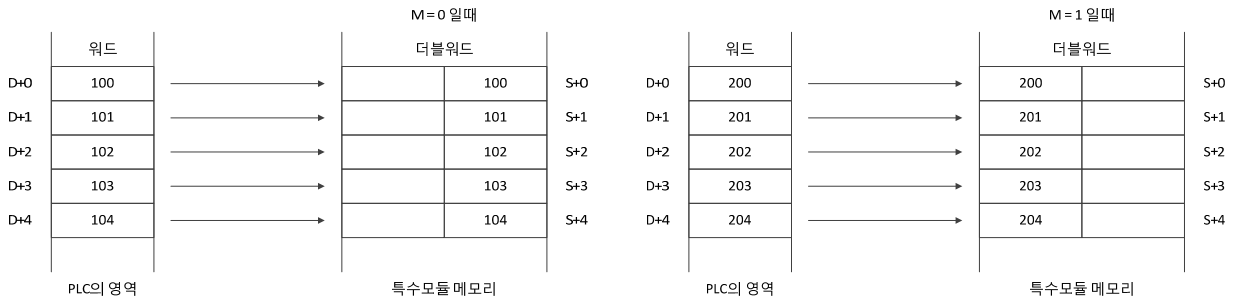 M = 0 일때
워드
더블워드
D+0 100 100 S+0
D+1 101 101 S+1
D+2 102 102 S+2
D+3 103 103 S+3
D+4 104 104 S+4
PLC의 영역
특수모듈 메모리
M = 1 일때
워드
더블워드
D+0 200 200 S+0
D+1 201 201 S+1
D+2 202 202 S+2
D+3 203 203 S+3
D+4 204 204 S+4
PLC의 영역
특수모듈 메모리